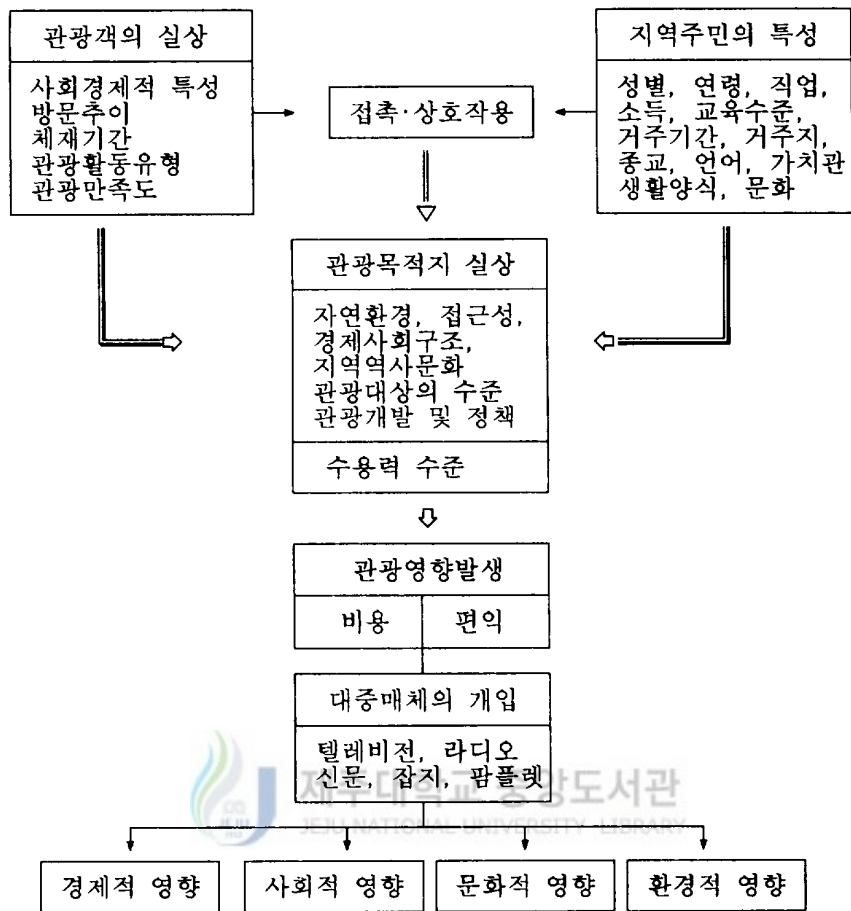 관광객의 실상
사회경제적 특성
방문추이
체재기간
관광활동유형
관광만족도
접촉·상호작용
지역주민의 특성
성별, 연령, 직업,
소득, 교육수준,
거주기간, 거주지,
종교, 언어, 가치관
생활양식, 문화
관광목적지 실상
자연환경, 접근성,
경제사회구조,
지역역사문화
관광대상의 수준
관광개발 및 정책
수용력 수준
관광영향발생
비용 편익
대중매체의 개입
텔레비전, 라디오
신문, 잡지, 팜플렛
제주대학교 중앙도서관
JEJU NATIONAL UNIVERSITY LIBRARY
경제적 영향 사회적 영향 문화적 영향 환경적 영향